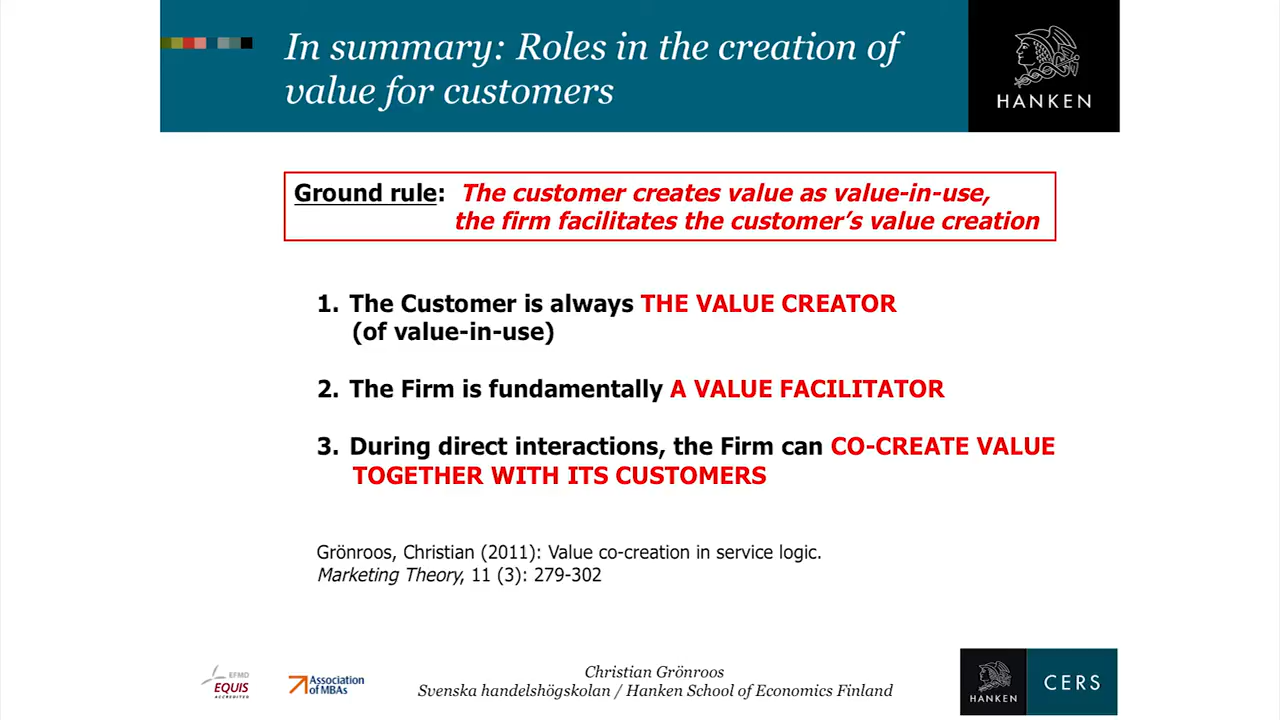 In summary: Roles in the creation of
value for customers
HANKEN
Ground rule: The customer creates value as value-in-use,
the firm facilitates the customer’s value creation
1. The Customer is always THE VALUE CREATOR
(of value-in-use)
2. The Firm is fundamentally A VALUE FACILITATOR
3. During direct interactions, the Firm can CO-CREATE VALUE
TOGETHER WITH ITS CUSTOMERS
Grönroos, Christian (2011): Value co-creation in service logic.
Marketing Theory, 11 (3): 279-302
EFMD
EQUIS
ACCREDITED
Association
of MBAs
Christian Grönroos
Svenska handelshögskolan / Hanken School of Economics Finland
HANKEN
CERS